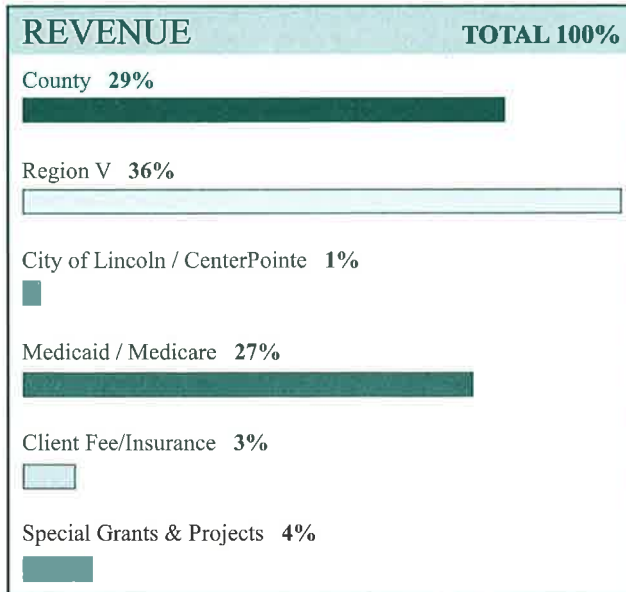 REVENUE TOTAL 100%
County 29%
Region V 36%
City of Lincoln / CenterPointe 1%
Medicaid / Medicare 27%
Client Fee/Insurance 3%
Special Grants & Projects 4%